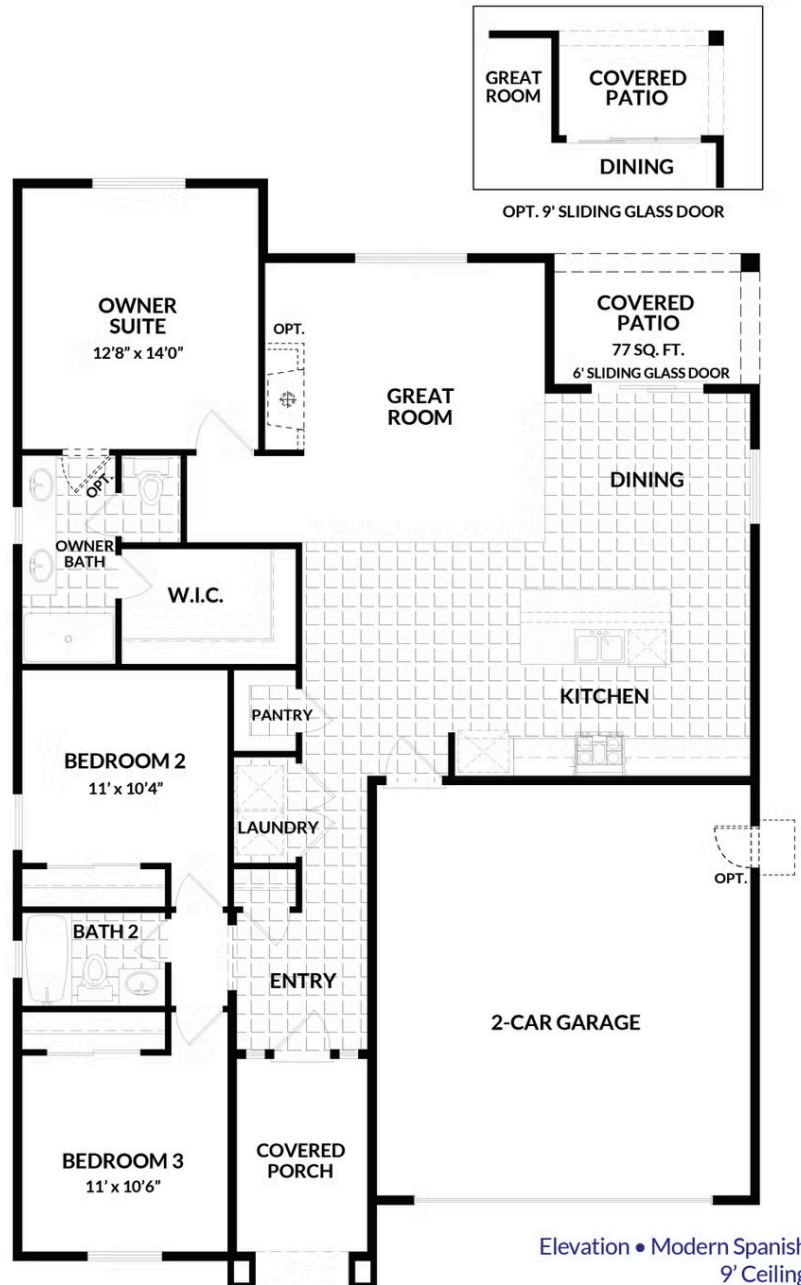 GREAT
ROOM
COVERED
PATIO
DINING
OPT. 9' SLIDING GLASS DOOR
OWNER
SUITE
12’8” x 14’0”
OPT.
GREAT
ROOM
COVERED
PATIO
77 SQ. FT.
6' SLIDING GLASS DOOR
DINING
OPT.
OWNER
BATH
W.I.C.
KITCHEN
PANTRY
BEDROOM 2
11’ x 10’4”
LAUNDRY
OPT.
BATH 2
ENTRY
2-CAR GARAGE
BEDROOM 3
11’ x 10’6”
COVERED
PORCH
Elevation • Modern Spanish
9’ Ceiling